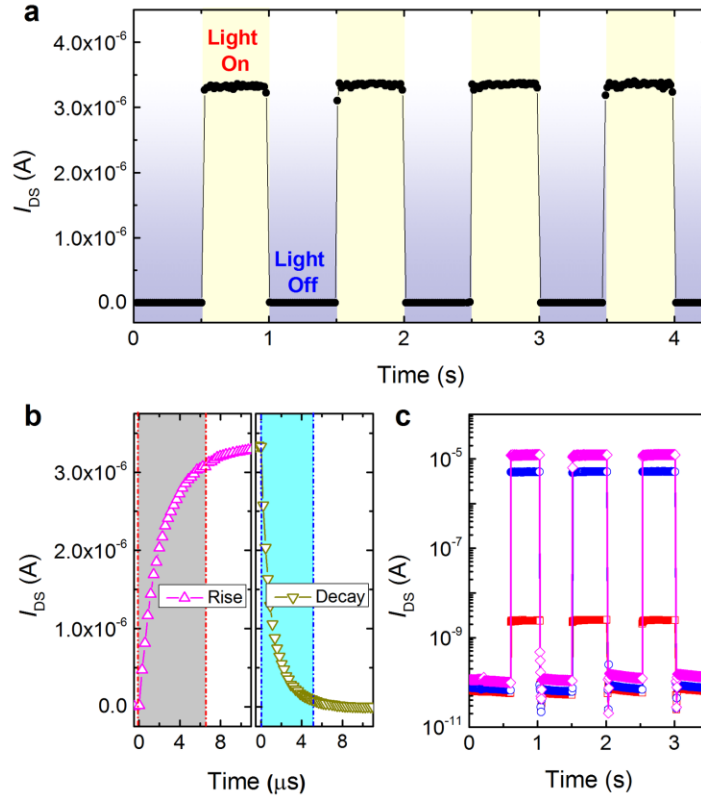 a
Light
On
Light
Off
4.0x10⁻⁶
3.0x10⁻⁶
2.0x10⁻⁶
1.0x10⁻⁶
0.0
I_DS (A)
0 1 2 3 4
Time (s)
b
3.0x10⁻⁶
2.0x10⁻⁶
1.0x10⁻⁶
0.0
I_DS (A)
Rise
Decay
0 4 8 0 4 8
Time (μs)
c
10⁻⁵
10⁻⁷
10⁻⁹
10⁻¹¹
I_DS (A)
0 1 2 3
Time (s)